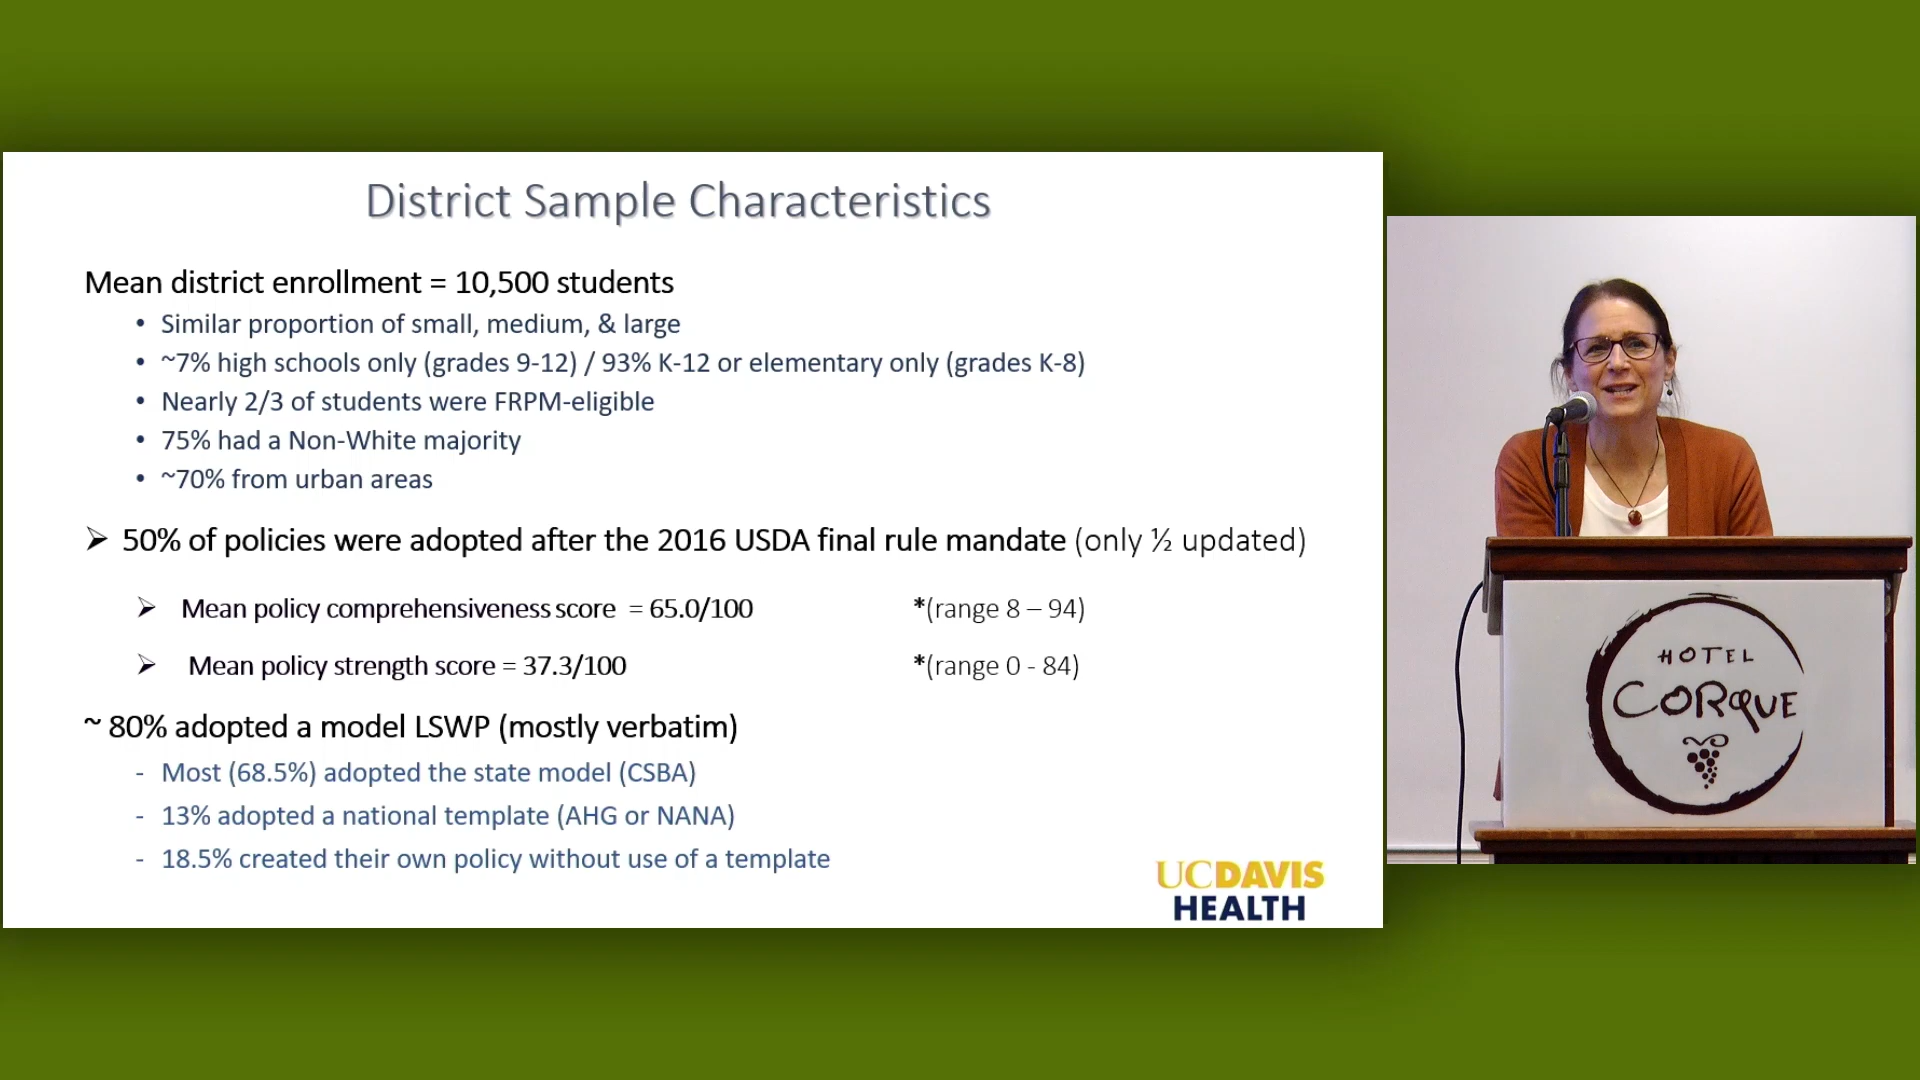 District Sample Characteristics
Mean district enrollment = 10,500 students
• Similar proportion of small, medium, & large
• ~7% high schools only (grades 9-12) / 93% K-12 or elementary only (grades K-8)
• Nearly 2/3 of students were FRPM-eligible
• 75% had a Non-White majority
• ~70% from urban areas
➢ 50% of policies were adopted after the 2016 USDA final rule mandate (only ½ updated)
➢ Mean policy comprehensiveness score = 65.0/100 *(range 8 – 94)
➢ Mean policy strength score = 37.3/100 *(range 0 - 84)
~ 80% adopted a model LSWP (mostly verbatim)
- Most (68.5%) adopted the state model (CSBA)
- 13% adopted a national template (AHG or NANA)
- 18.5% created their own policy without use of a template
UCDAVIS
HEALTH
HOTEL
CORQUE